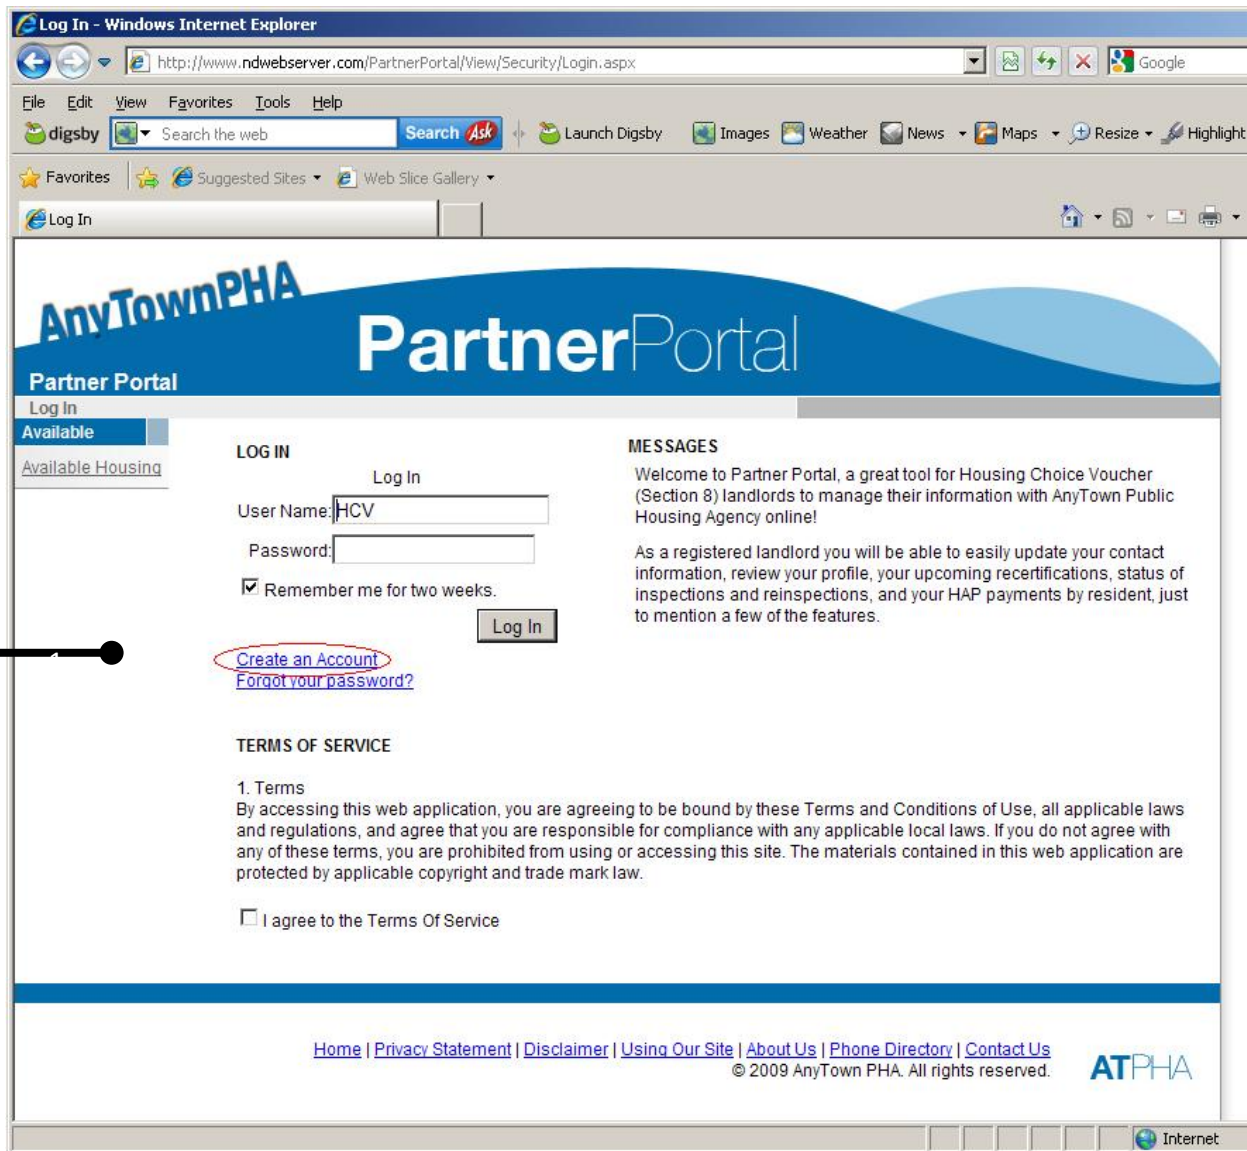 Log In - Windows Internet Explorer
http://www.ndwebserver.com/PartnerPortal/View/Security/Login.aspx Google
File Edit View Favorites Tools Help
digsby Search the web Search Ask Launch Digsby Images Weather News Maps Resize Highlight
Favorites Suggested Sites Web Slice Gallery
Log In
AnyTownPHA
PartnerPortal
Partner Portal
Log In
Available
Available Housing
LOG IN
Log In
User Name: HCV
Password:
Remember me for two weeks.
Log In
Create an Account
Forgot your password?
MESSAGES
Welcome to Partner Portal, a great tool for Housing Choice Voucher
(Section 8) landlords to manage their information with AnyTown Public
Housing Agency online!
As a registered landlord you will be able to easily update your contact
information, review your profile, your upcoming recertifications, status of
inspections and reinspections, and your HAP payments by resident, just
to mention a few of the features.
TERMS OF SERVICE
1. Terms
By accessing this web application, you are agreeing to be bound by these Terms and Conditions of Use, all applicable laws
and regulations, and agree that you are responsible for compliance with any applicable local laws. If you do not agree with
any of these terms, you are prohibited from using or accessing this site. The materials contained in this web application are
protected by applicable copyright and trade mark law.
I agree to the Terms Of Service
Home | Privacy Statement | Disclaimer | Using Our Site | About Us | Phone Directory | Contact Us
© 2009 AnyTown PHA. All rights reserved.
ATPHA
Internet